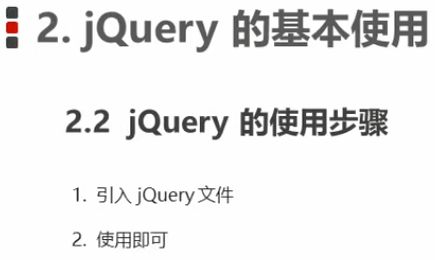 2. jQuery 的基本使用
2.2 jQuery 的使用步骤
1. 引入 jQuery 文件
2. 使用即可